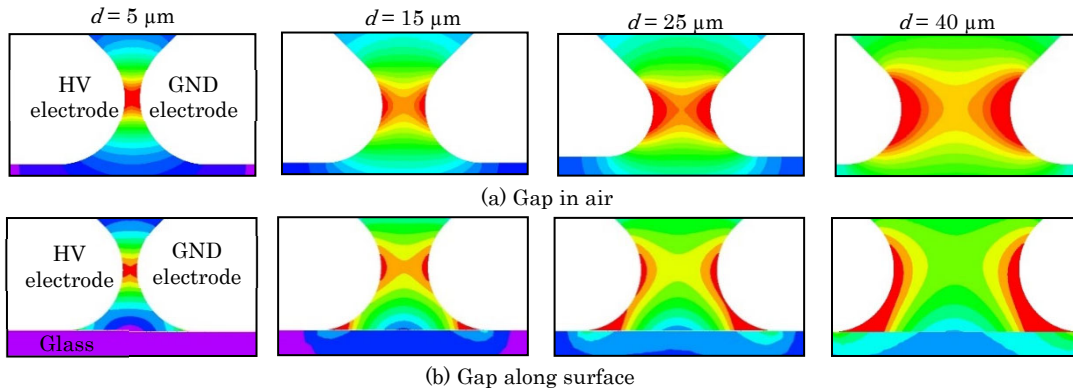 d = 5 µm
d = 15 µm
d = 25 µm
d = 40 µm
HV
electrode
GND
electrode
(a) Gap in air
HV
electrode
GND
electrode
Glass
(b) Gap along surface